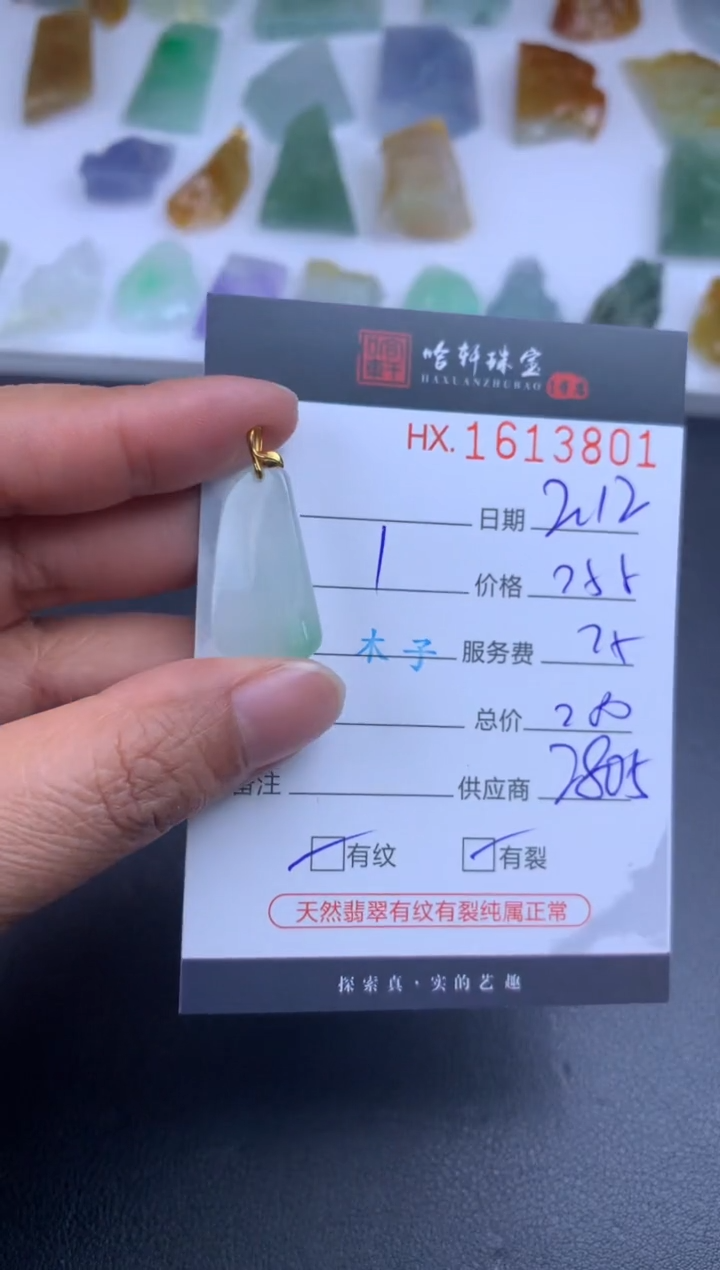 哈轩珠宝
HAXUANZHUBAO
HX.1613801
日期 2.12
1 价格 255
木子 服务费 25
总价 280
备注 供应商 2805
有纹 有裂
天然翡翠有纹有裂纯属正常
探索真·实的艺趣